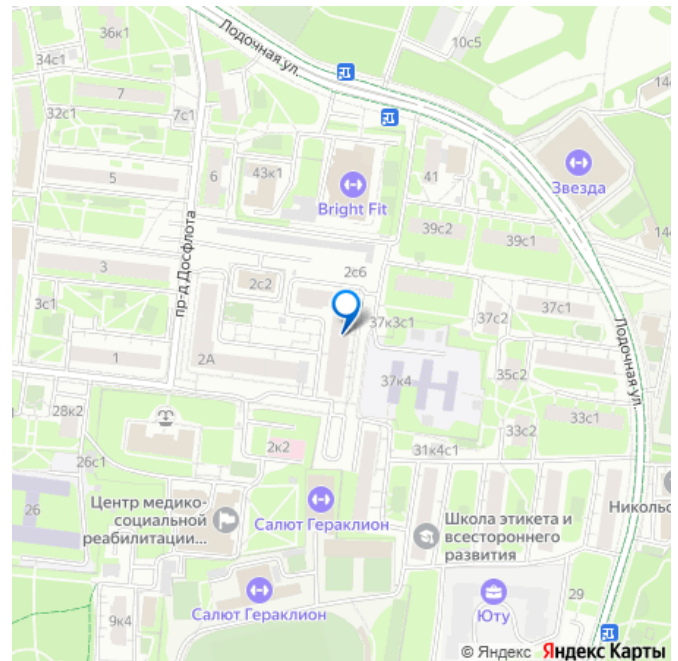 36к1
Лодочная ул.
10с5
34с1
14
7
32с1
7с1
41
Звезда
43к1
6
5
Bright Fit
39с2
39с1
14
пр-д Досфлота
3
2с2
2с6
37с1
3с1
37к3с1
37с2
Лодочная ул.
1
2А
37к4
35с2
28к2
33с1
33с2
2к2
31к4с1
26с1
26
Центр медико-
социальной
реабилитации...
Салют Гераклион
Школа этикета и
всестороннего
развития
Никольс
Салют Гераклион
Юту
29
9к4
© Яндекс Яндекс Карты